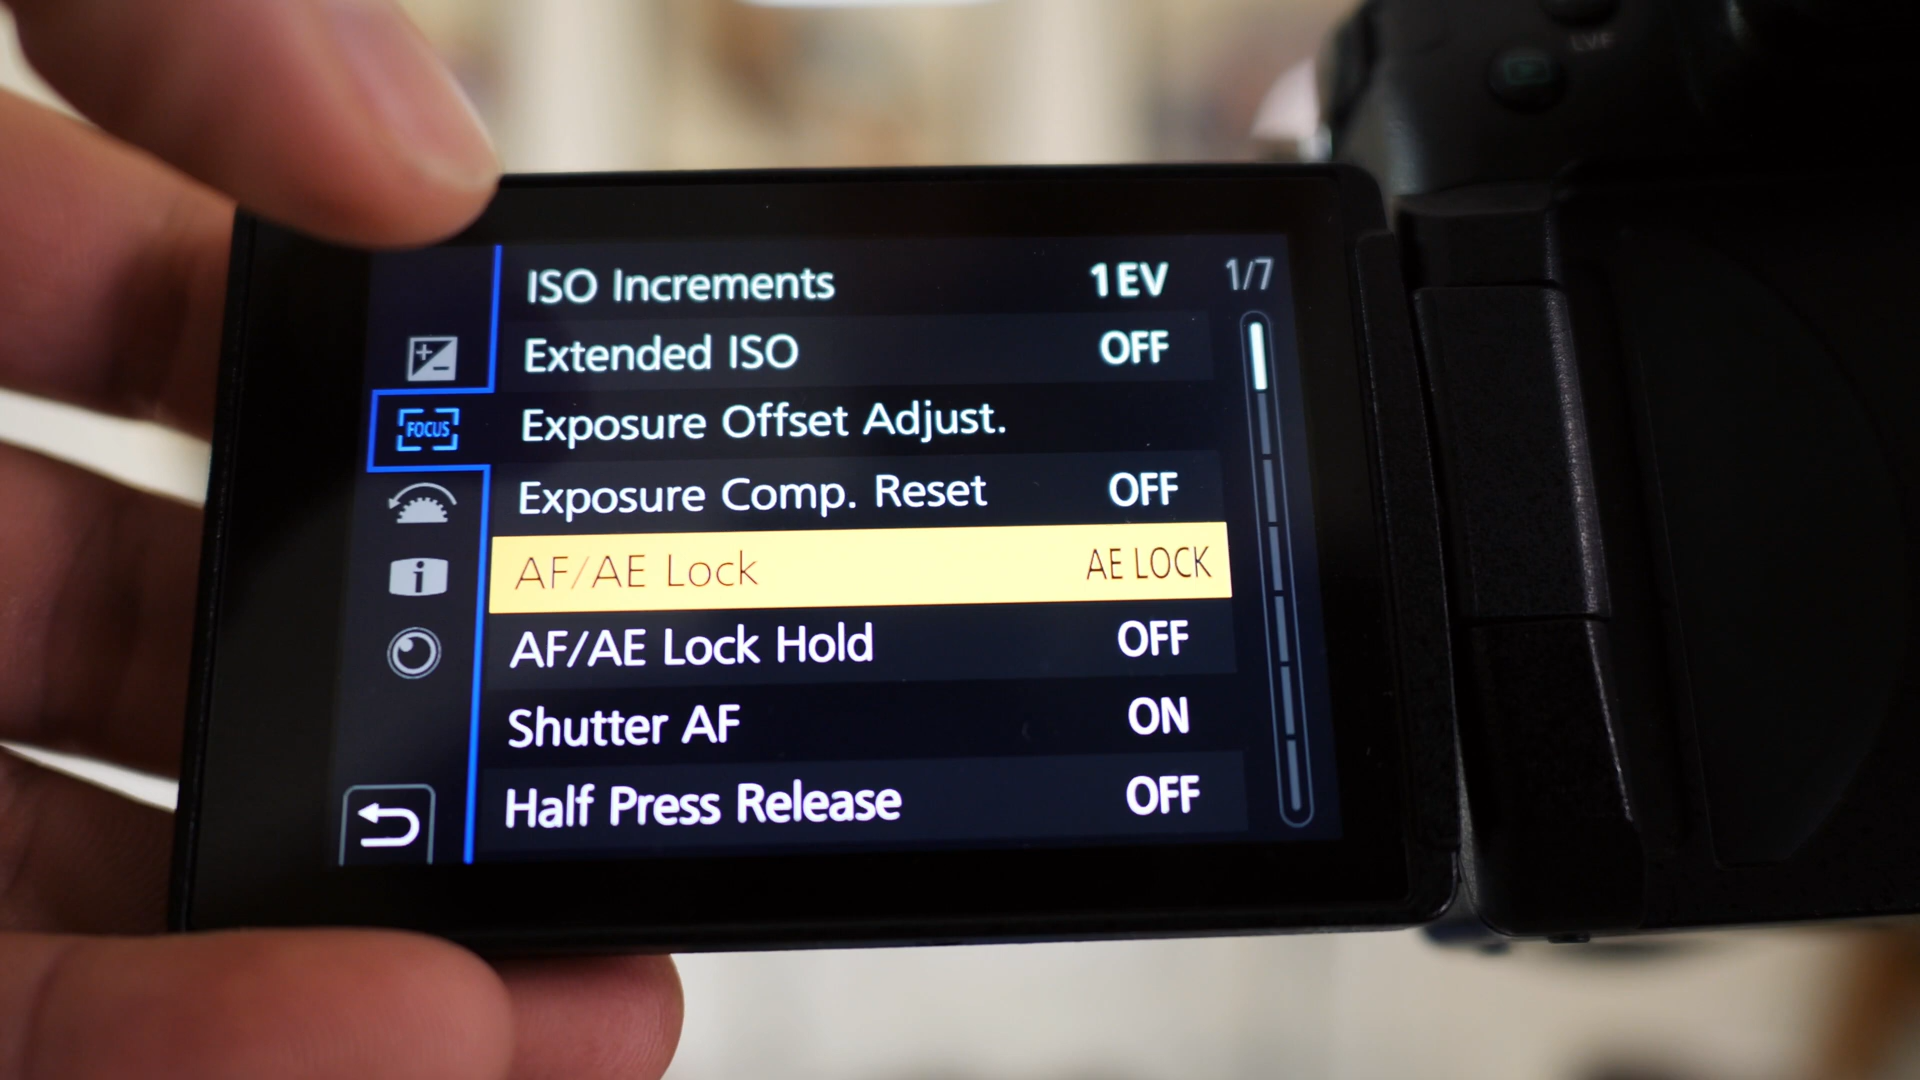 LVF
ISO Increments 1EV 1/7
Extended ISO OFF
Exposure Offset Adjust.
FOCUS
Exposure Comp. Reset OFF
AF/AE Lock AE LOCK
AF/AE Lock Hold OFF
Shutter AF ON
Half Press Release OFF